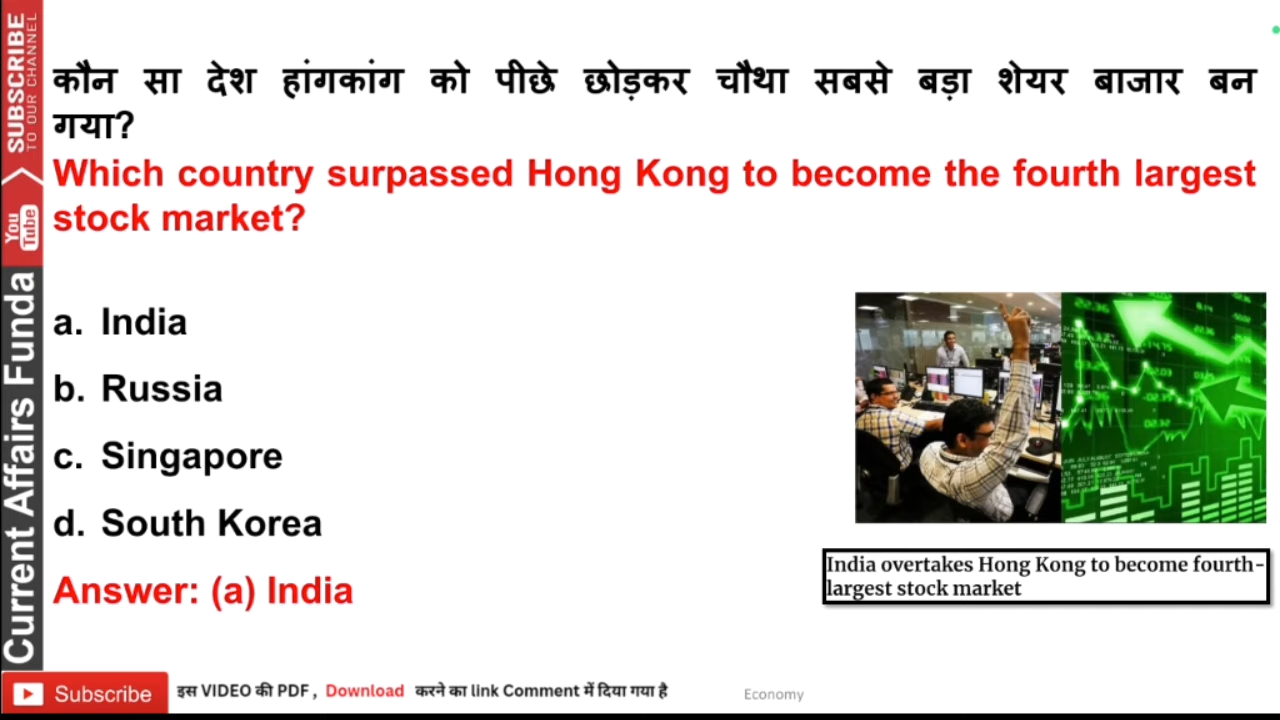 कौन सा देश हांगकांग को पीछे छोड़कर चौथा सबसे बड़ा शेयर बाजार बन
गया?
Which country surpassed Hong Kong to become the fourth largest
stock market?
a. India
b. Russia
c. Singapore
d. South Korea
Answer: (a) India
India overtakes Hong Kong to become fourth-
largest stock market
SUBSCRIBE
TO OUR CHANNEL
You
Tube
Current Affairs Funda
Subscribe
इस VIDEO की PDF , Download करने का link Comment में दिया गया है
Economy